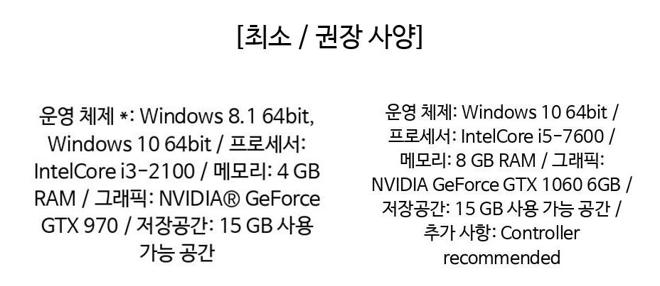 [최소 / 권장 사양]
운영 체제 *: Windows 8.1 64bit,
Windows 10 64bit / 프로세서:
IntelCore i3-2100 / 메모리: 4 GB
RAM / 그래픽: NVIDIA® GeForce
GTX 970 / 저장공간: 15 GB 사용
가능 공간
운영 체제: Windows 10 64bit /
프로세서: IntelCore i5-7600 /
메모리: 8 GB RAM / 그래픽:
NVIDIA GeForce GTX 1060 6GB /
저장공간: 15 GB 사용 가능 공간 /
추가 사항: Controller
recommended